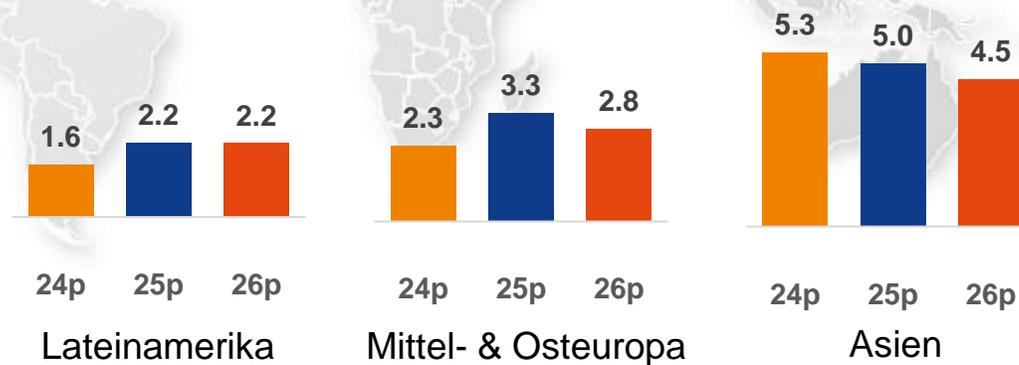 1.6 2.2 2.2
24p 25p 26p
Lateinamerika
2.3 3.3 2.8
24p 25p 26p
Mittel- & Osteuropa
5.3 5.0 4.5
24p 25p 26p
Asien